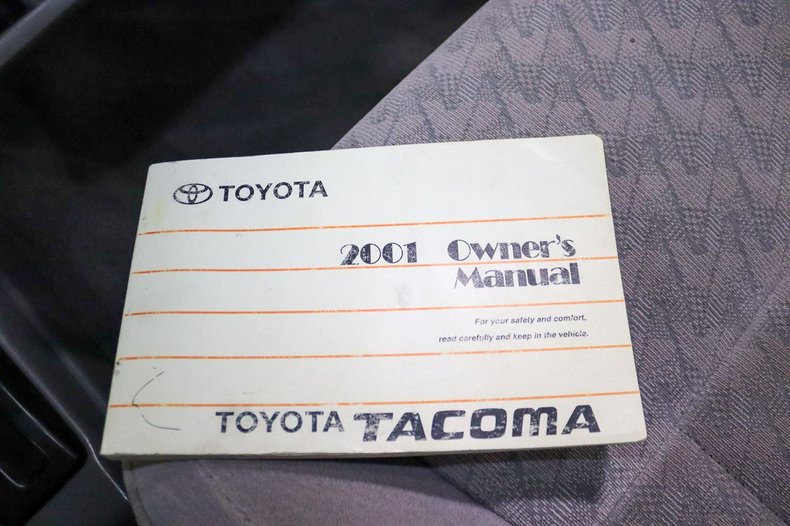 TOYOTA
2001 Owner's
Manual
For your safety and comfort,
read carefully and keep in the vehicle.
TOYOTA TACOMA